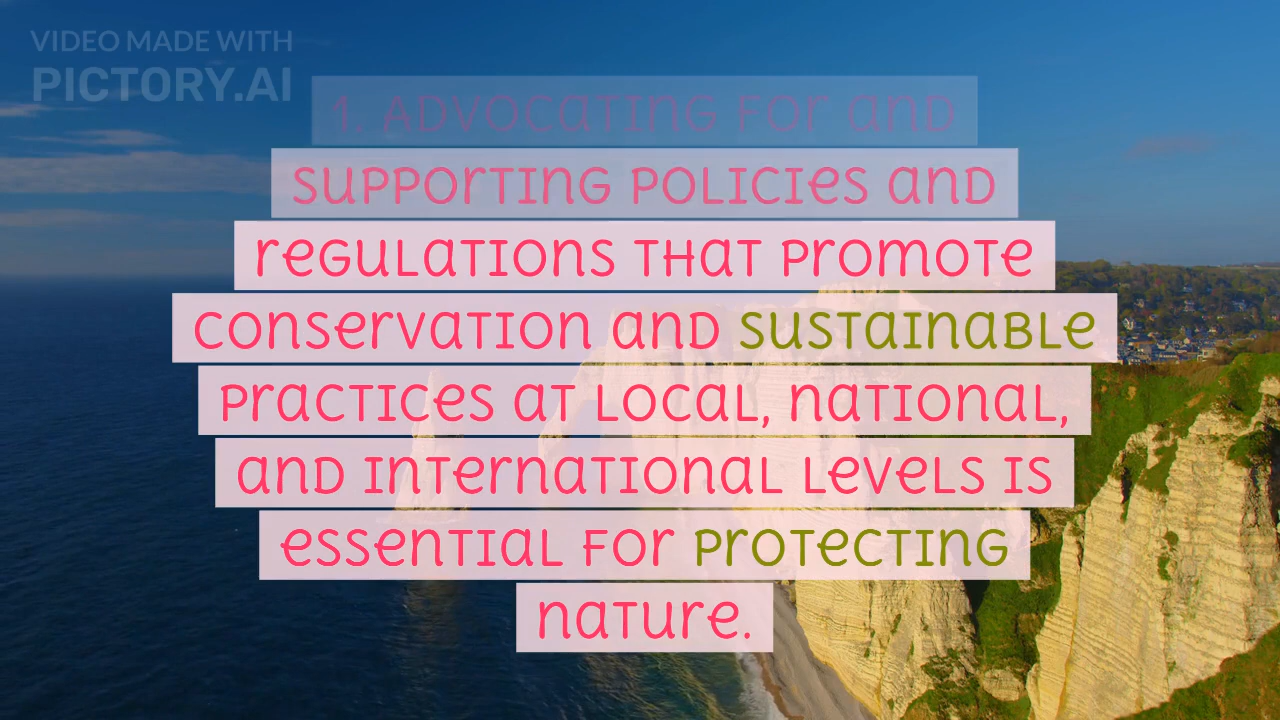 VIDEO MADE WITH
PICTORY.AI
1. Advocating for and
supporting policies and
regulations that promote
conservation and sustainable
practices at local, national,
and international levels is
essential for protecting
nature.